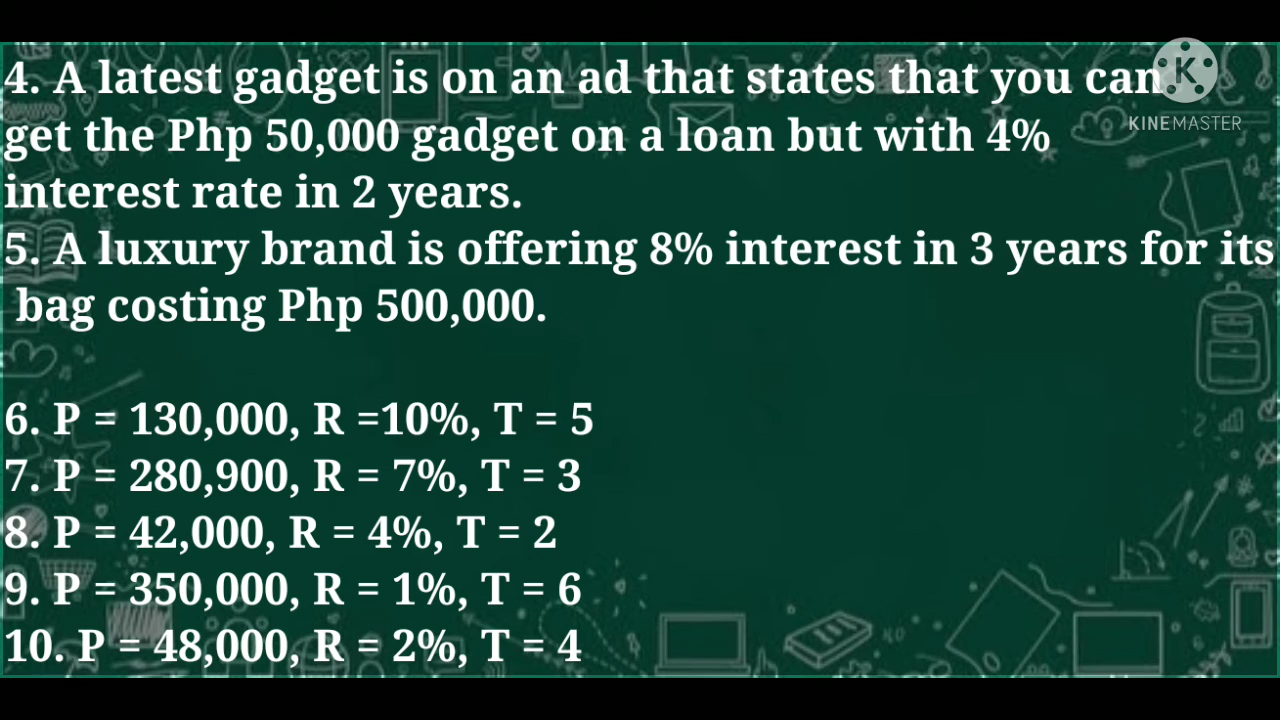 4. A latest gadget is on an ad that states that you can
get the Php 50,000 gadget on a loan but with 4%
interest rate in 2 years.
5. A luxury brand is offering 8% interest in 3 years for its
bag costing Php 500,000.
6. P = 130,000, R =10%, T = 5
7. P = 280,900, R = 7%, T = 3
8. P = 42,000, R = 4%, T = 2
9. P = 350,000, R = 1%, T = 6
10. P = 48,000, R = 2%, T = 4
K
KINEMASTER